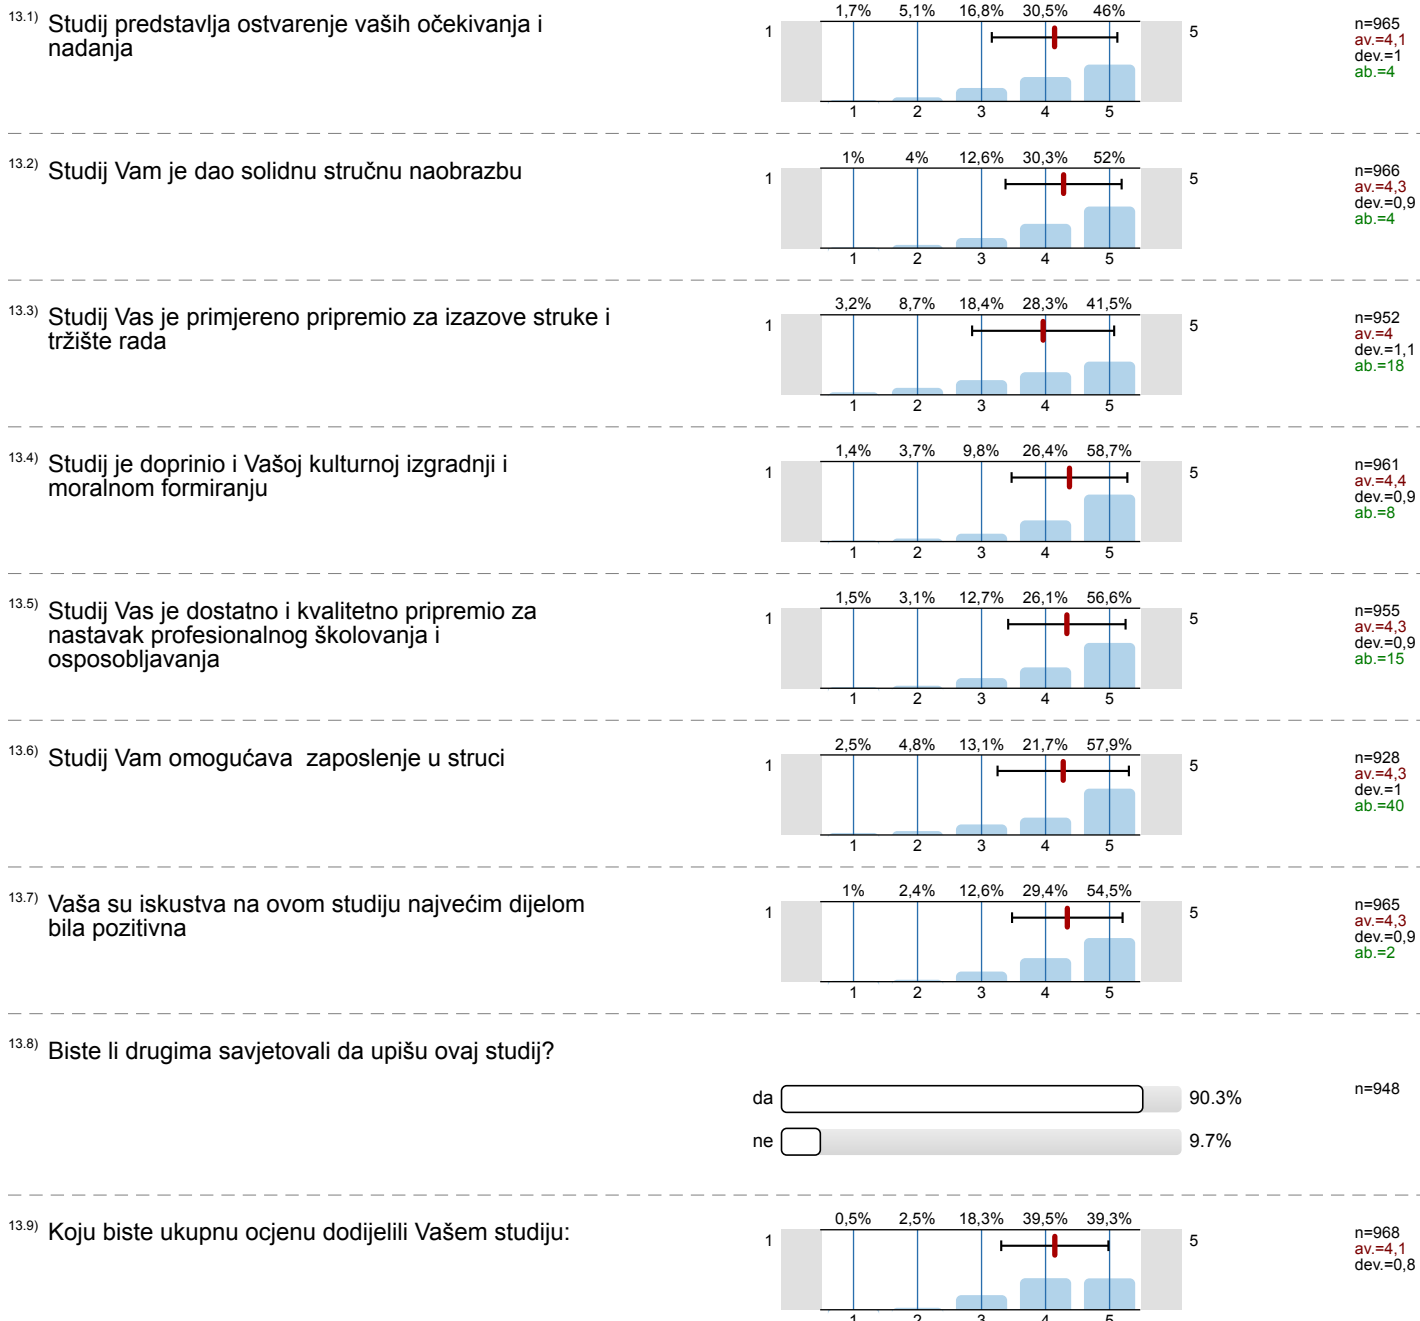 13.1) Studij predstavlja ostvarenje vaših očekivanja i
nadanja
1,7% 5,1% 16,8% 30,5% 46%
1 5
1 2 3 4 5
n=965
av.=4,1
dev.=1
ab.=4
13.2) Studij Vam je dao solidnu stručnu naobrazbu
1% 4% 12,6% 30,3% 52%
1 5
1 2 3 4 5
n=966
av.=4,3
dev.=0,9
ab.=4
13.3) Studij Vas je primjereno pripremio za izazove struke i
tržište rada
3,2% 8,7% 18,4% 28,3% 41,5%
1 5
1 2 3 4 5
n=952
av.=4
dev.=1,1
ab.=18
13.4) Studij je doprinio i Vašoj kulturnoj izgradnji i
moralnom formiranju
1,4% 3,7% 9,8% 26,4% 58,7%
1 5
1 2 3 4 5
n=961
av.=4,4
dev.=0,9
ab.=8
13.5) Studij Vas je dostatno i kvalitetno pripremio za
nastavak profesionalnog školovanja i
osposobljavanja
1,5% 3,1% 12,7% 26,1% 56,6%
1 5
1 2 3 4 5
n=955
av.=4,3
dev.=0,9
ab.=15
13.6) Studij Vam omogućava zaposlenje u struci
2,5% 4,8% 13,1% 21,7% 57,9%
1 5
1 2 3 4 5
n=928
av.=4,3
dev.=1
ab.=40
13.7) Vaša su iskustva na ovom studiju najvećim dijelom
bila pozitivna
1% 2,4% 12,6% 29,4% 54,5%
1 5
1 2 3 4 5
n=965
av.=4,3
dev.=0,9
ab.=2
13.8) Biste li drugima savjetovali da upišu ovaj studij?
da 90.3%
n=948
ne 9.7%
13.9) Koju biste ukupnu ocjenu dodijelili Vašem studiju:
0,5% 2,5% 18,3% 39,5% 39,3%
1 5
1 2 3 4 5
n=968
av.=4,1
dev.=0,8